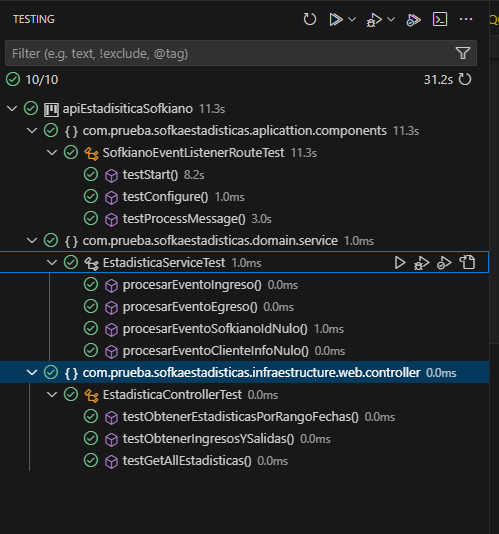 TESTING
Filter (e.g. text, !exclude, @tag)
10/10 31.2s
apiEstadisiticaSofkiano 11.3s
{ } com.prueba.sofkaestadisticas.aplicattion.components 11.3s
SofkianoEventListenerRouteTest 11.3s
testStart() 8.2s
testConfigure() 1.0ms
testProcessMessage() 3.0s
{ } com.prueba.sofkaestadisticas.domain.service 1.0ms
EstadisticaServiceTest 1.0ms
procesarEventoIngreso() 0.0ms
procesarEventoEgreso() 0.0ms
procesarEventoSofkianoIdNulo() 1.0ms
procesarEventoClienteInfoNulo() 0.0ms
{ } com.prueba.sofkaestadisticas.infraestructure.web.controller 0.0ms
EstadisticaControllerTest 0.0ms
testObtenerEstadisticasPorRangoFechas() 0.0ms
testObtenerIngresosYSalidas() 0.0ms
testGetAllEstadisticas() 0.0ms